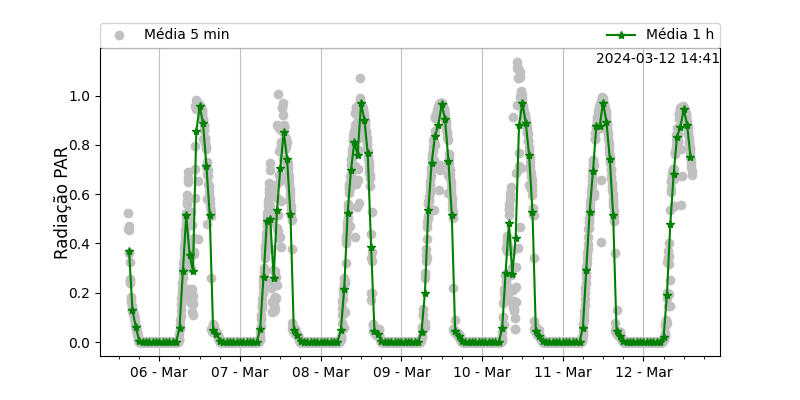 Média 5 min
Média 1 h
2024-03-12 14:41
Radiação PAR
1.0
0.8
0.6
0.4
0.2
0.0
06 - Mar
07 - Mar
08 - Mar
09 - Mar
10 - Mar
11 - Mar
12 - Mar